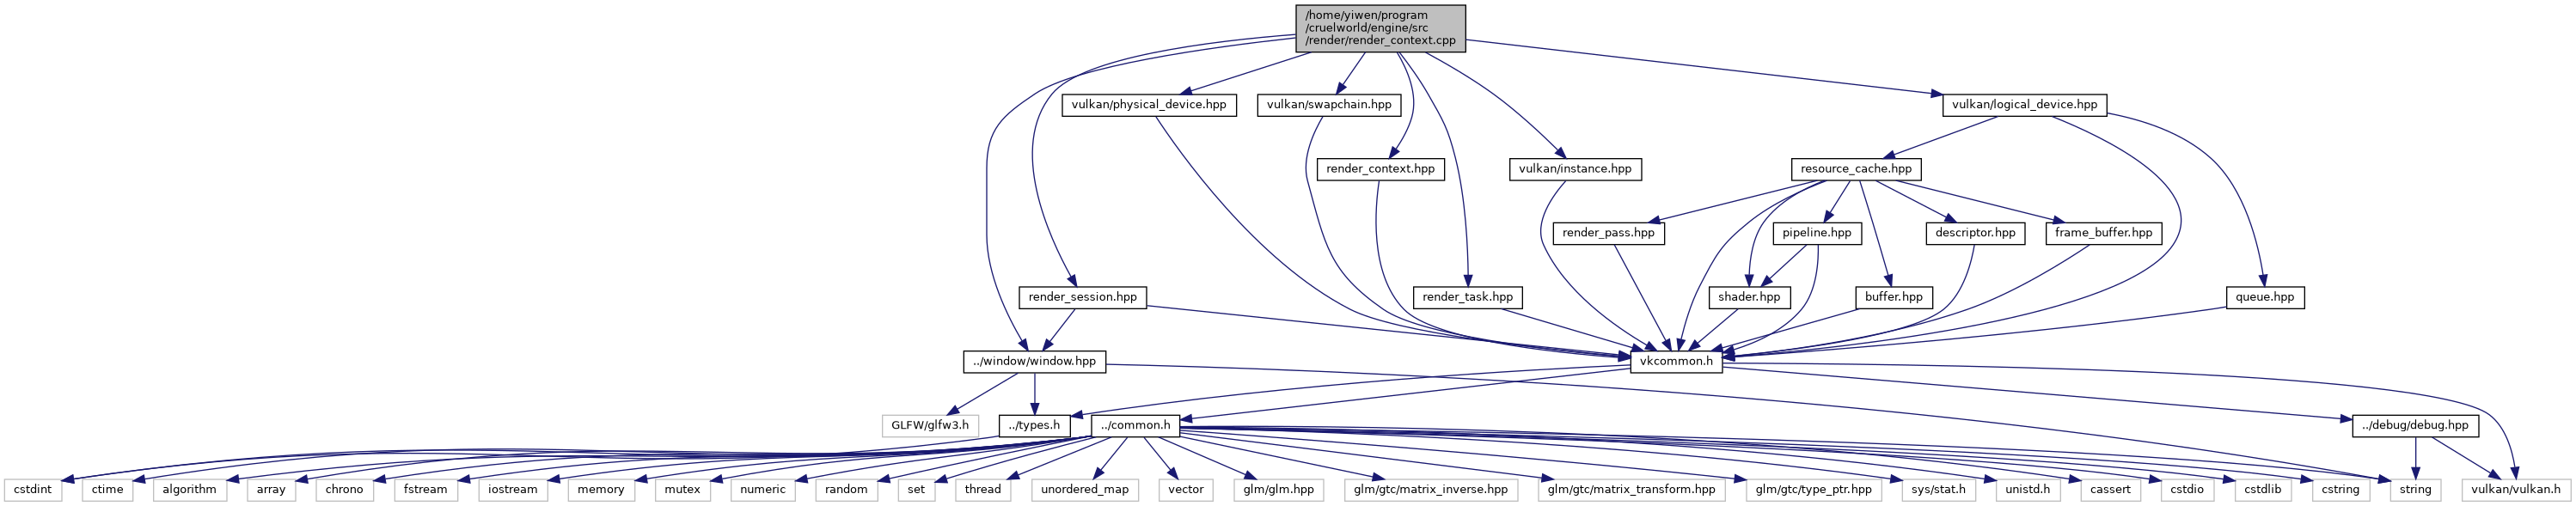 /home/yiwen/program
/cruelworld/engine/src
/render/render_context.cpp
vulkan/physical_device.hpp
vulkan/swapchain.hpp
vulkan/logical_device.hpp
render_context.hpp
vulkan/instance.hpp
resource_cache.hpp
render_pass.hpp
pipeline.hpp
descriptor.hpp
frame_buffer.hpp
render_session.hpp
render_task.hpp
shader.hpp
buffer.hpp
queue.hpp
../window/window.hpp
vkcommon.h
GLFW/glfw3.h
../types.h
../common.h
../debug/debug.hpp
cstdint
ctime
algorithm
array
chrono
fstream
iostream
memory
mutex
numeric
random
set
thread
unordered_map
vector
glm/glm.hpp
glm/gtc/matrix_inverse.hpp
glm/gtc/matrix_transform.hpp
glm/gtc/type_ptr.hpp
sys/stat.h
unistd.h
cassert
cstdio
cstdlib
cstring
string
vulkan/vulkan.h